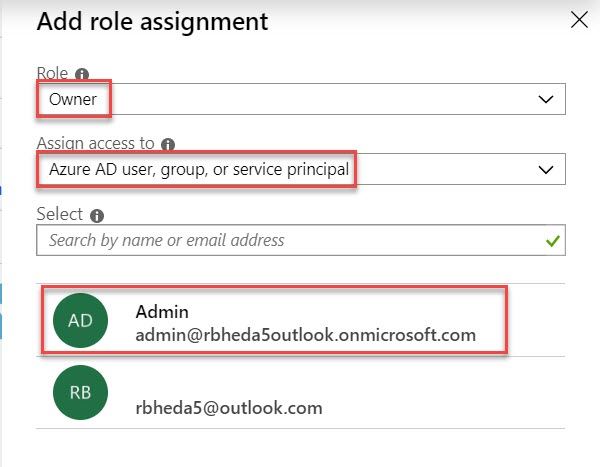 Add role assignment
Role
Owner
Assign access to
Azure AD user, group, or service principal
Select
Search by name or email address
AD
Admin
admin@rbheda5outlook.onmicrosoft.com
RB
rbheda5@outlook.com